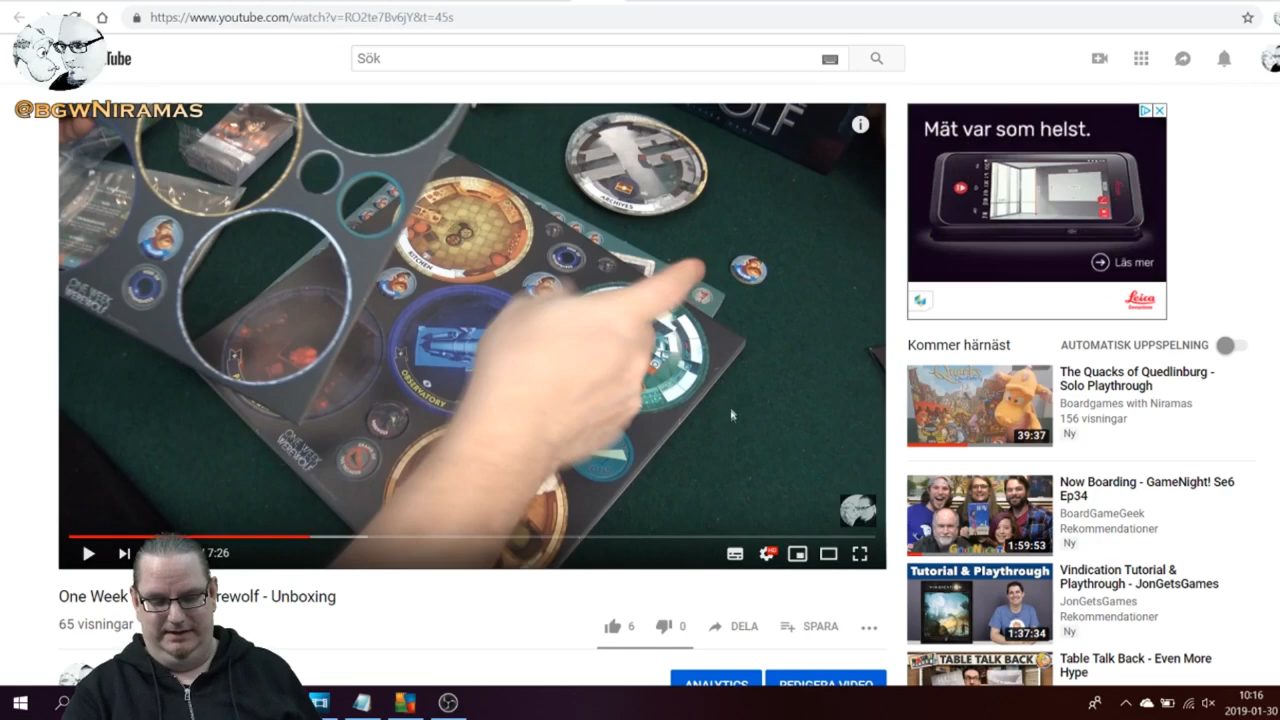 https://www.youtube.com/watch?v=RO2te7Bv6jY&t=45s
Tube
Sök
@BGWNIRAMAS
ARCHIVES
KITCHEN
OBSERVATORY
ONE WEEK
WEREWOLF
ONE WEEK
WEREWOLF
7:26
HD
One Week
rewolf - Unboxing
65 visningar
6
0
DELA
SPARA
ANALYTICS
REDIGERA VIDEO
Mät var som helst.
Läs mer
Leica
Kommer härnäst
AUTOMATISK UPPSPELNING
Quacks
39:37
The Quacks of Quedlinburg -
Solo Playthrough
Boardgames with Niramas
156 visningar
Ny
1:59:53
Now Boarding - GameNight! Se6
Ep34
BoardGameGeek
Rekommendationer
Ny
Tutorial & Playthrough
1:37:34
Vindication Tutorial &
Playthrough - JonGetsGames
JonGetsGames
Rekommendationer
Ny
TABLE TALK BACK
Table Talk Back - Even More
Hype
10:16
2019-01-30